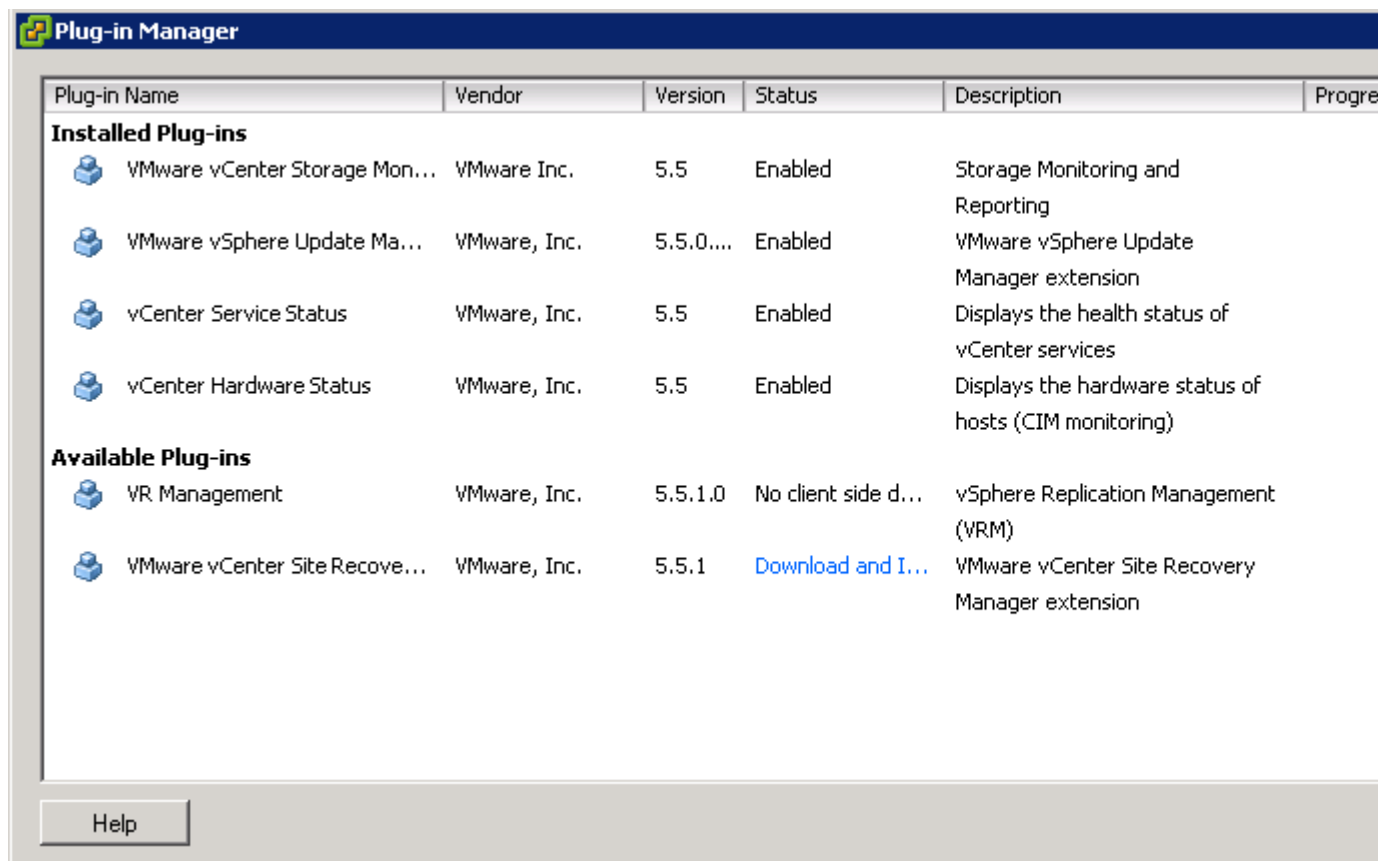 Plug-in Manager
Plug-in Name Vendor Version Status Description Progre
Installed Plug-ins
VMware vCenter Storage Mon... VMware Inc. 5.5 Enabled Storage Monitoring and
Reporting
VMware vSphere Update Ma... VMware, Inc. 5.5.0.... Enabled VMware vSphere Update
Manager extension
vCenter Service Status VMware, Inc. 5.5 Enabled Displays the health status of
vCenter services
vCenter Hardware Status VMware, Inc. 5.5 Enabled Displays the hardware status of
hosts (CIM monitoring)
Available Plug-ins
VR Management VMware, Inc. 5.5.1.0 No client side d... vSphere Replication Management
(VRM)
VMware vCenter Site Recove... VMware, Inc. 5.5.1 Download and I... VMware vCenter Site Recovery
Manager extension
Help